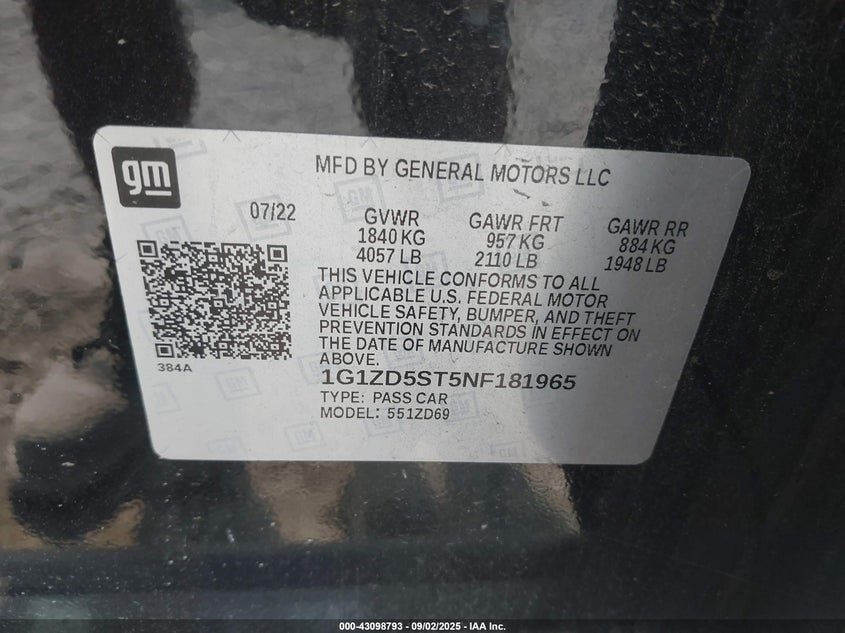 gm
MFD BY GENERAL MOTORS LLC
07/22
GVWR
1840 KG
4057 LB
GAWR FRT
957 KG
2110 LB
GAWR RR
884 KG
1948 LB
THIS VEHICLE CONFORMS TO ALL
APPLICABLE U.S. FEDERAL MOTOR
VEHICLE SAFETY, BUMPER, AND THEFT
PREVENTION STANDARDS IN EFFECT ON
THE DATE OF MANUFACTURE SHOWN
ABOVE.
384A
1G1ZD5ST5NF181965
TYPE: PASS CAR
MODEL: 551ZD69
000-43098793 - 09/02/2025 - IAA Inc.